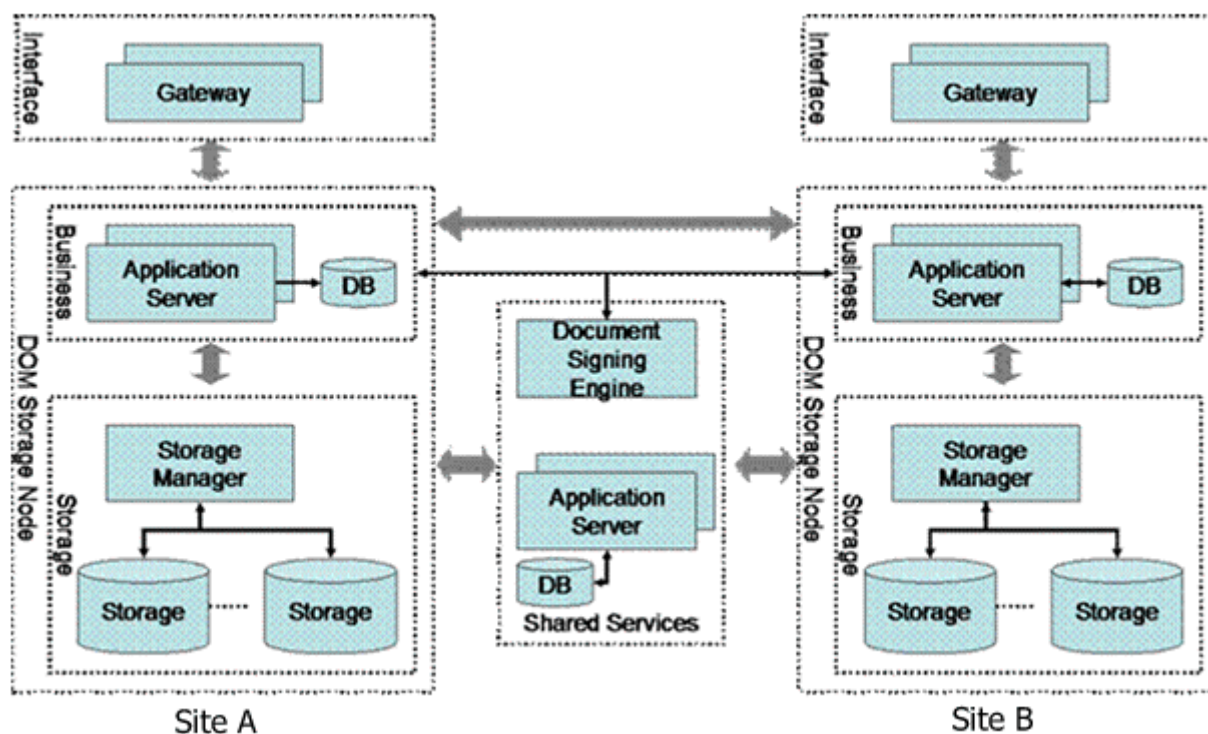 Interface
Gateway
Interface
Gateway
DOM Storage Node
Business
Application
Server
DB
Storage
Storage
Manager
Storage
Storage
Document
Signing
Engine
Application
Server
DB
Shared Services
DOM Storage Node
Business
Application
Server
DB
Storage
Storage
Manager
Storage
Storage
Site A
Site B